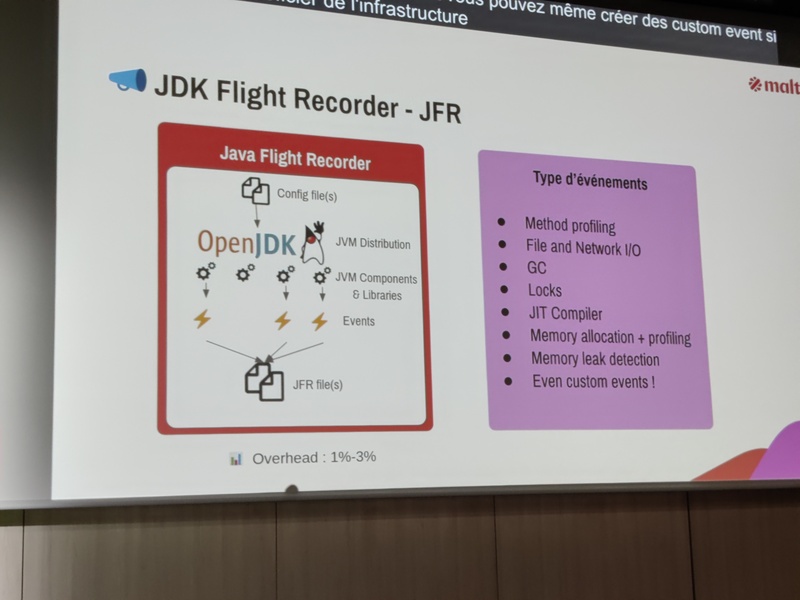 vous pouvez même créer des custom event si
de l'infrastructure
JDK Flight Recorder - JFR
malt
Java Flight Recorder
Config file(s)
OpenJDK
JVM Distribution
JVM Components
& Libraries
Events
JFR file(s)
Overhead : 1%-3%
Type d'événements
Method profiling
File and Network I/O
GC
Locks
JIT Compiler
Memory allocation + profiling
Memory leak detection
Even custom events !